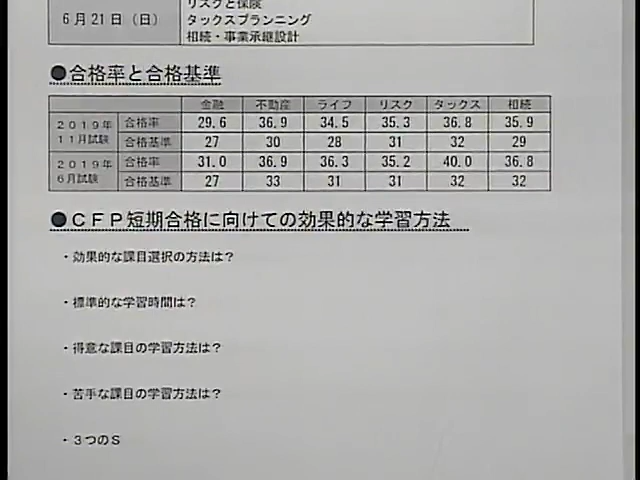 リスクと保険
6月21日（日） タックスプランニング
相続・事業承継設計
●合格率と合格基準
金融 不動産 ライフ リスク タックス 相続
２０１９年１１月試験 合格率 29.6 36.9 34.5 35.3 36.8 35.9
合格基準 27 30 28 31 32 29
２０１９年６月試験 合格率 31.0 36.9 36.3 35.2 40.0 36.8
合格基準 27 33 31 31 32 32
●ＣＦＰ短期合格に向けての効果的な学習方法
・効果的な課目選択の方法は？
・標準的な学習時間は？
・得意な課目の学習方法は？
・苦手な課目の学習方法は？
・３つのＳ